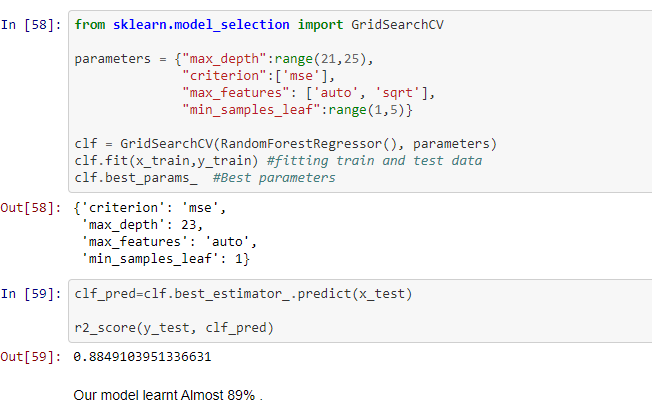 In [58]: from sklearn.model_selection import GridSearchCV
parameters = {"max_depth":range(21,25),
"criterion":['mse'],
"max_features": ['auto', 'sqrt'],
"min_samples_leaf":range(1,5)}
clf = GridSearchCV(RandomForestRegressor(), parameters)
clf.fit(x_train,y_train) #fitting train and test data
clf.best_params_  #Best parameters
Out[58]: {'criterion': 'mse',
'max_depth': 23,
'max_features': 'auto',
'min_samples_leaf': 1}
In [59]: clf_pred=clf.best_estimator_.predict(x_test)
r2_score(y_test, clf_pred)
Out[59]: 0.8849103951336631
Our model learnt Almost 89% .